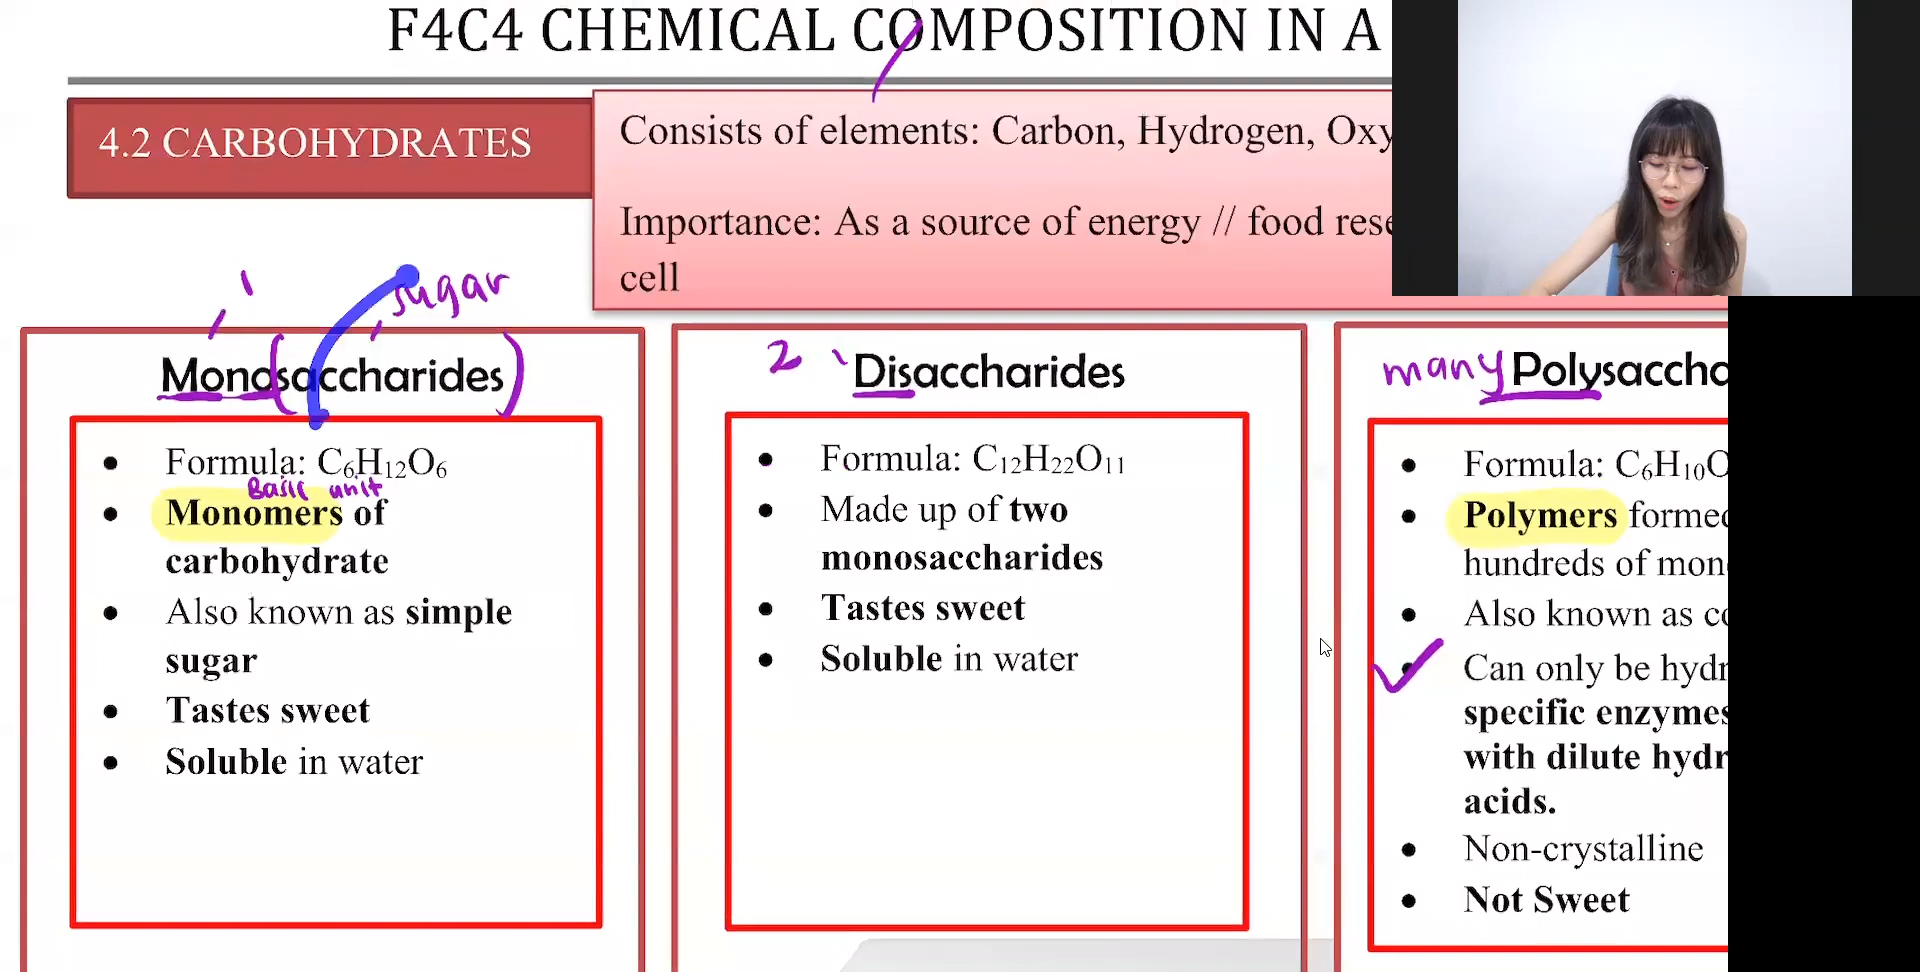 F4C4 CHEMICAL COMPOSITION IN A
4.2 CARBOHYDRATES
Consists of elements: Carbon, Hydrogen, Oxy
Importance: As a source of energy // food rese
cell
sugar
Monosaccharides
Formula: C₆H₁₂O₆
Basic unit
Monomers of
carbohydrate
Also known as simple
sugar
Tastes sweet
Soluble in water
2 Disaccharides
Formula: C₁₂H₂₂O₁₁
Made up of two
monosaccharides
Tastes sweet
Soluble in water
many Polysaccha
Formula: C₆H₁₀O
Polymers formed
hundreds of mon
Also known as co
Can only be hydr
specific enzymes
with dilute hydr
acids.
Non-crystalline
Not Sweet